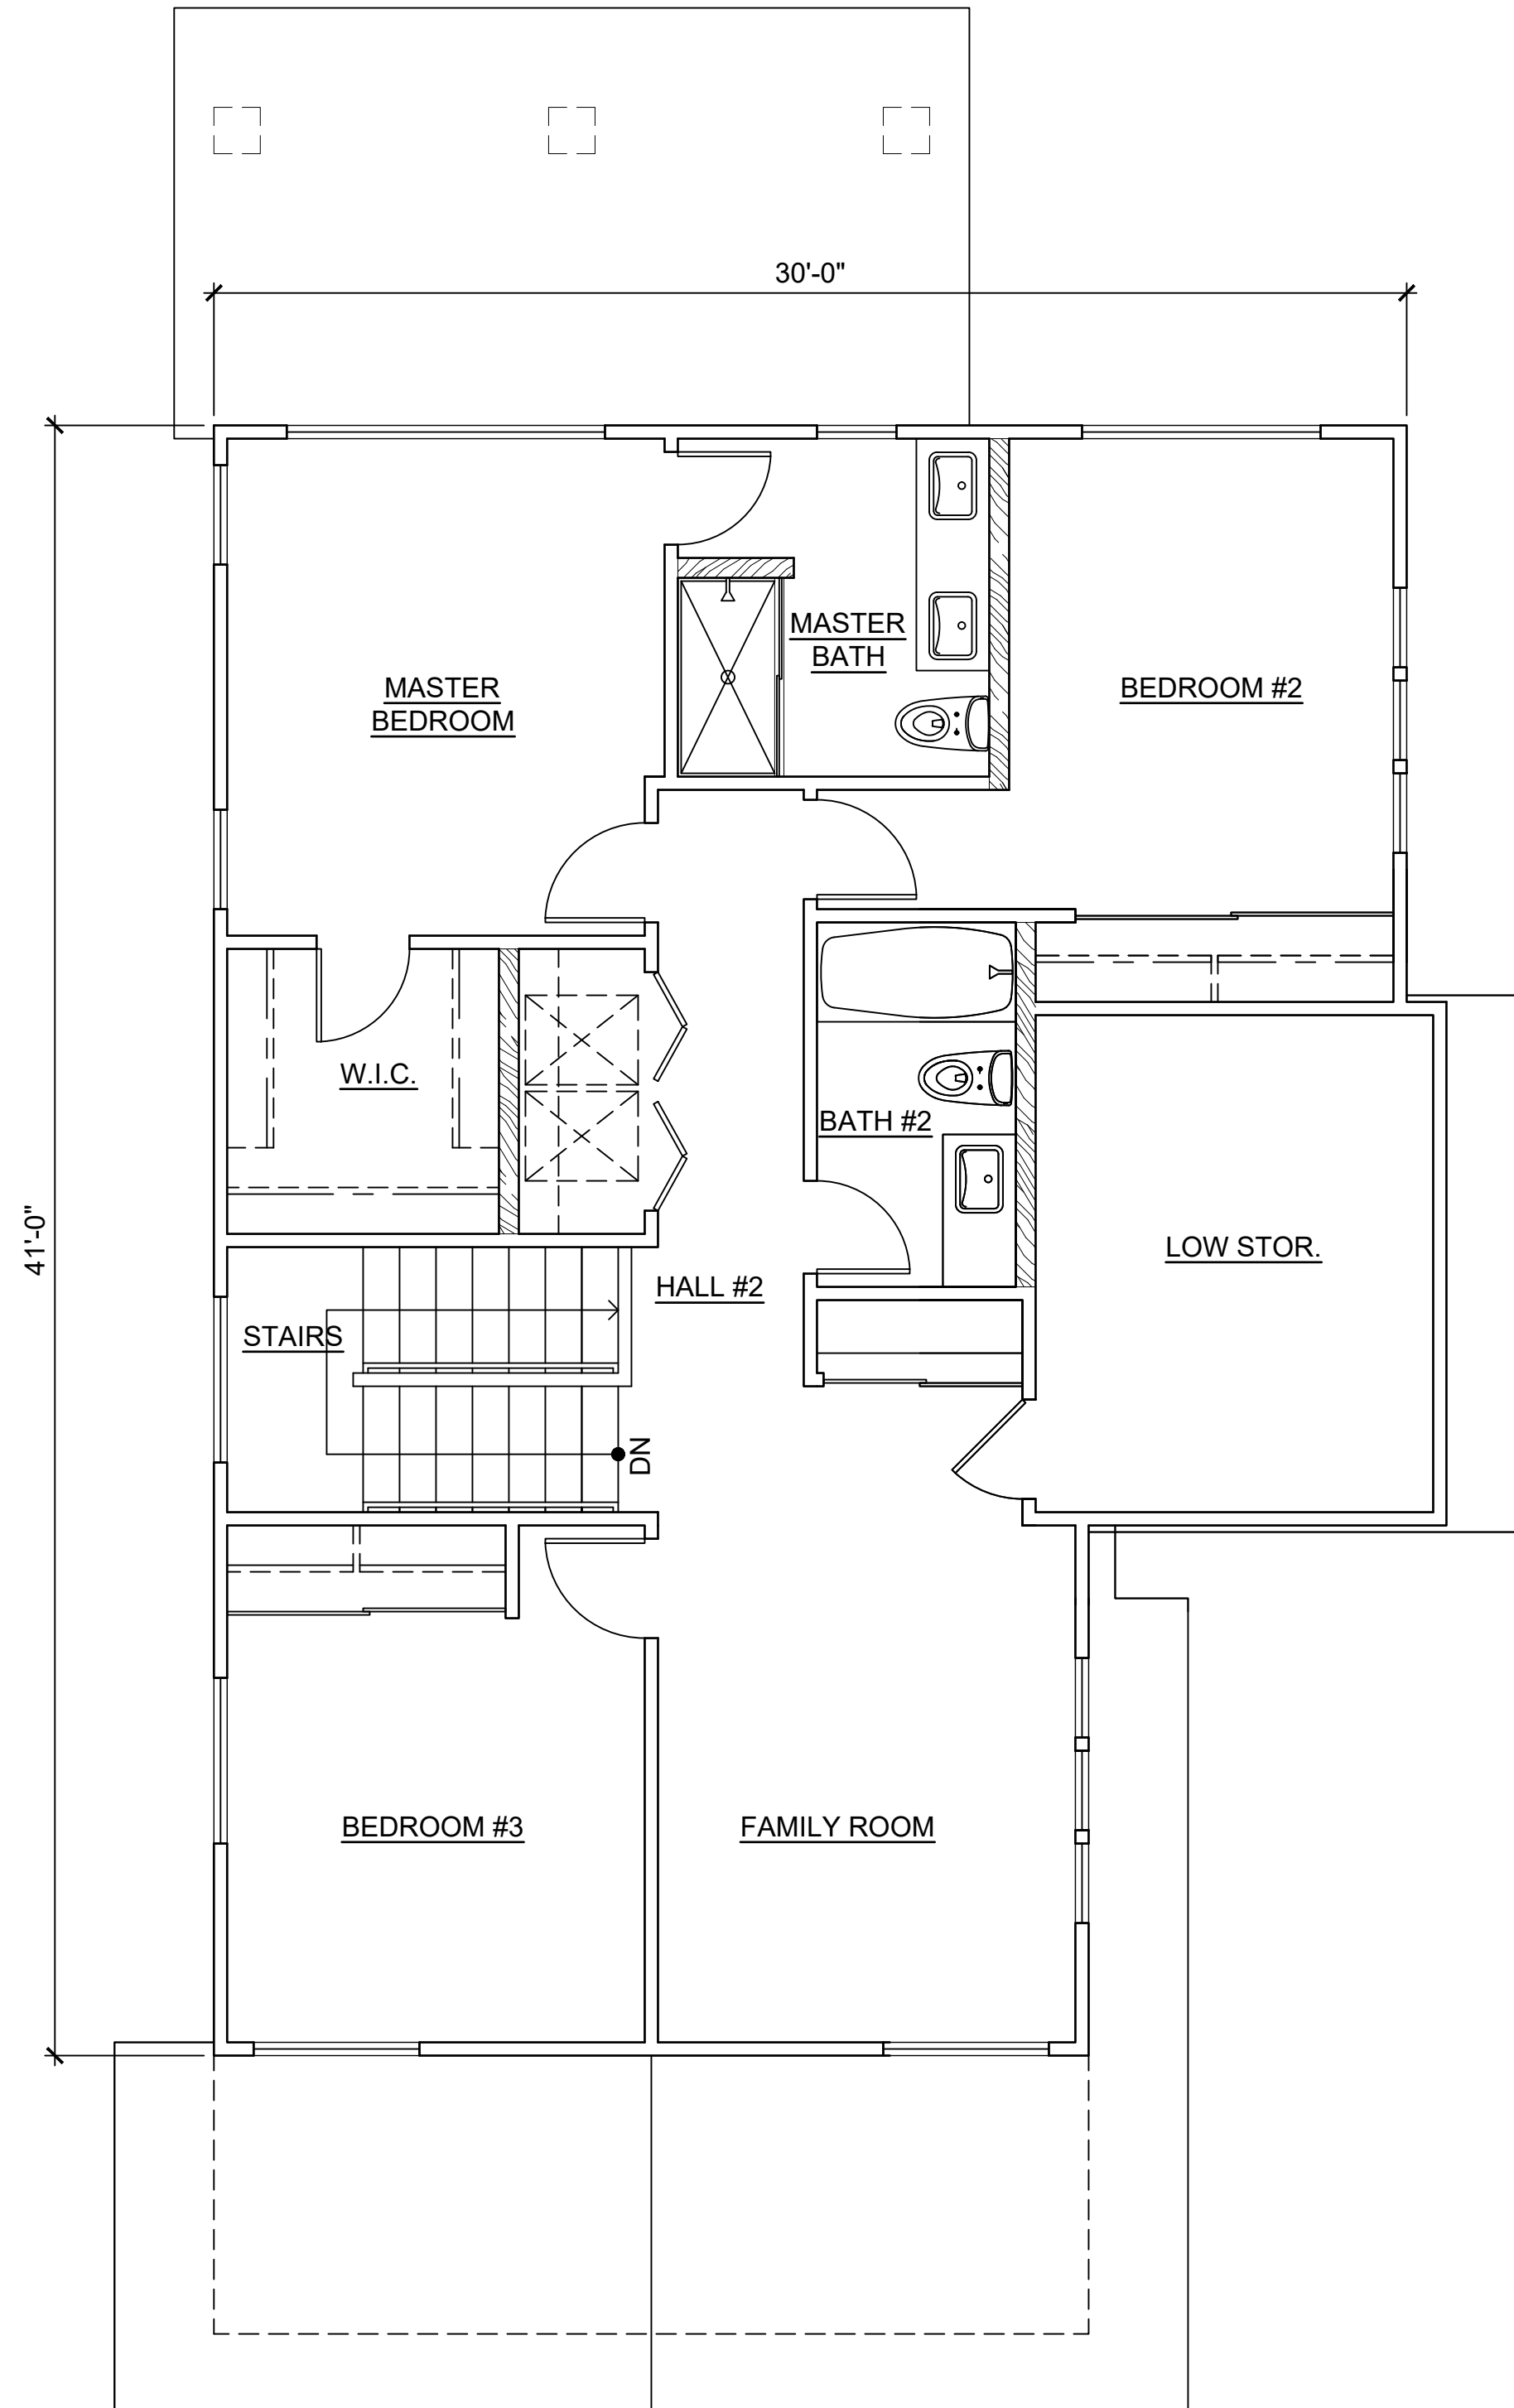 30'-0"
MASTER
BATH
MASTER
BEDROOM
BEDROOM #2
W.I.C.
BATH #2
41'-0"
LOW STOR.
HALL #2
STAIRS
DN
BEDROOM #3
FAMILY ROOM